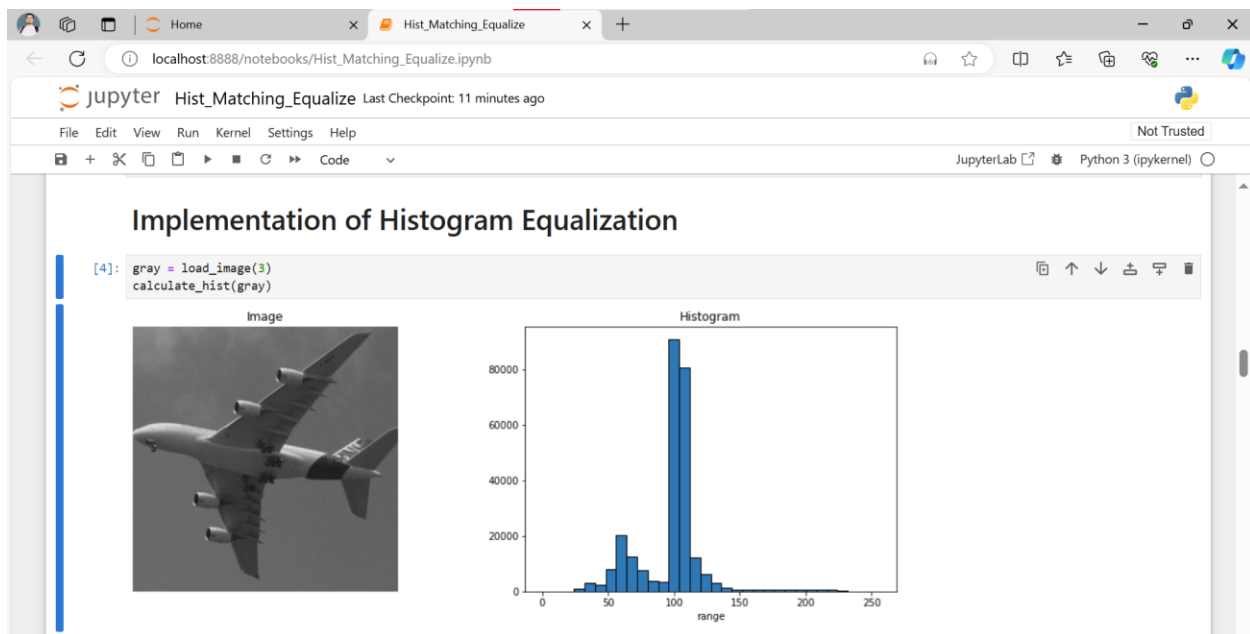 Home
Hist_Matching_Equalize
localhost:8888/notebooks/Hist_Matching_Equalize.ipynb
jupyter Hist_Matching_Equalize Last Checkpoint: 11 minutes ago
File Edit View Run Kernel Settings Help
Not Trusted
Code
JupyterLab
Python 3 (ipykernel)
Implementation of Histogram Equalization
[4]: gray = load_image(3)
calculate_hist(gray)
Image
Histogram
80000
60000
40000
20000
0
0 50 100 150 200 250
range